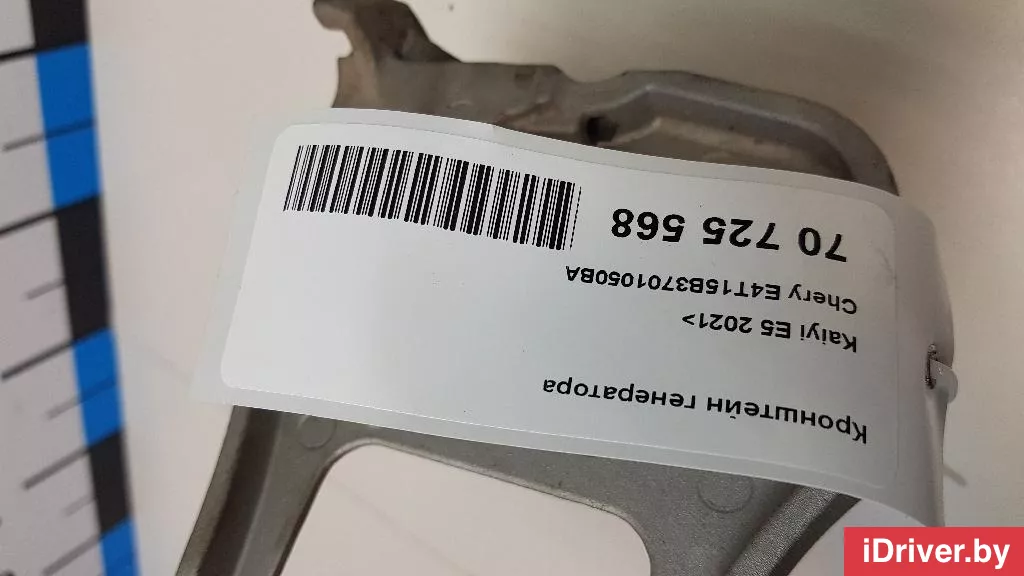 Кронштейн генератора
Kaiyi E5 2021>
Chery E4T15B3701050BA
70 725 568
iDriver.by